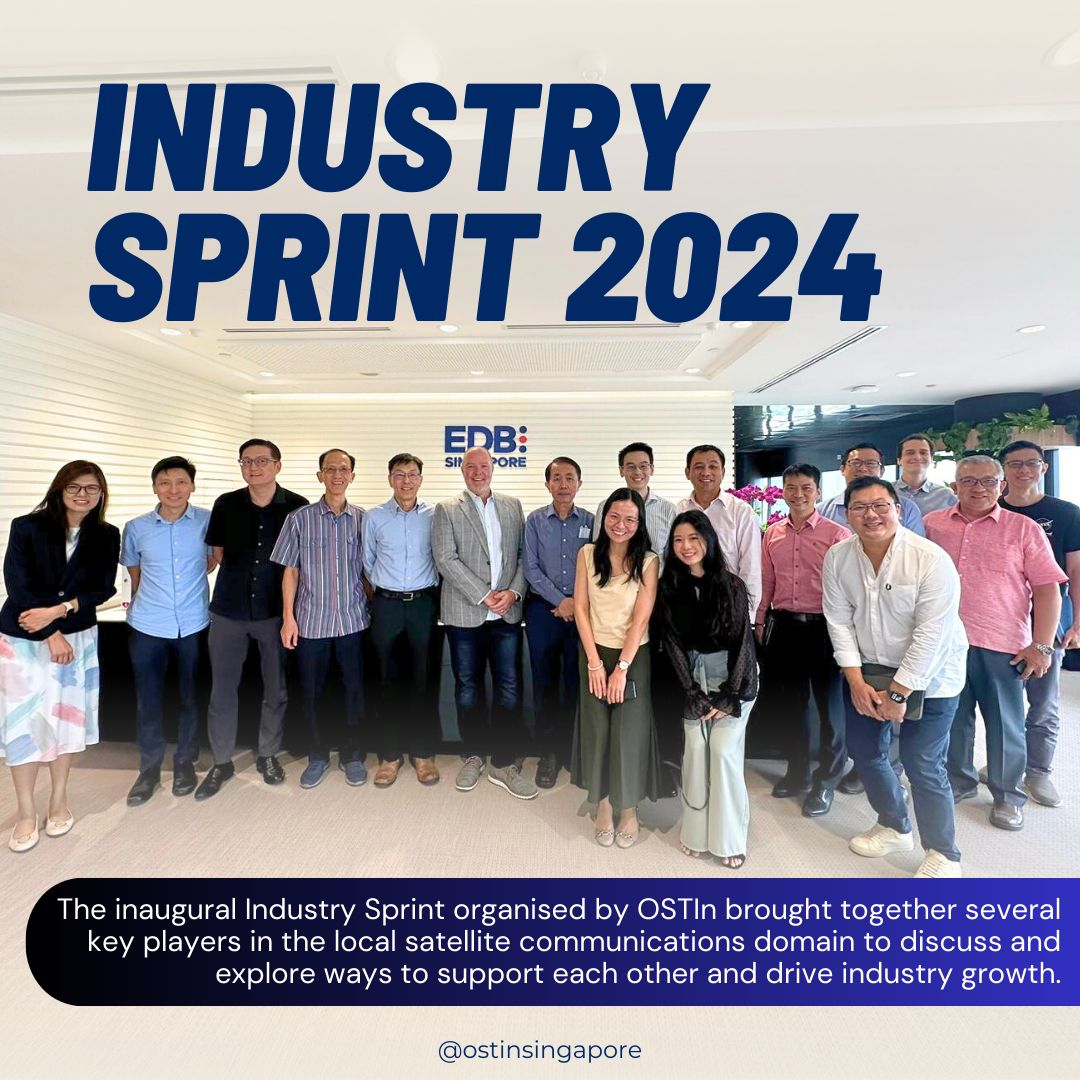 INDUSTRY
SPRINT 2024
EDB
SINGAPORE
The inaugural Industry Sprint organised by OSTIn brought together several
key players in the local satellite communications domain to discuss and
explore ways to support each other and drive industry growth.
@ostinsingapore